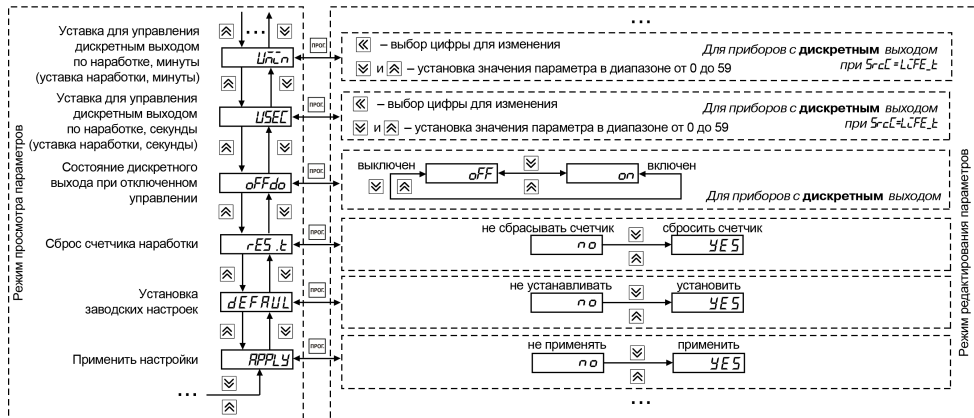 Режим просмотра параметров
...
Уставка для управления
дискретным выходом
по наработке, минуты
(уставка наработки, минуты)
Umin
ПРОГ.
...
– выбор цифры для изменения
и – установка значения параметра в диапазоне от 0 до 59
Для приборов с дискретным выходом
при SrcC=LiFE_t
Уставка для управления
дискретным выходом
по наработке, секунды
(уставка наработки, секунды)
USEC
ПРОГ.
– выбор цифры для изменения
и – установка значения параметра в диапазоне от 0 до 59
Для приборов с дискретным выходом
при SrcC=LiFE_t
Состояние дискретного
выхода при отключенном
управлении
oFFdo
ПРОГ.
выключен
oFF
on
включен
Для приборов с дискретным выходом
Сброс счетчика наработки
rES.t
ПРОГ.
не сбрасывать счетчик
no
сбросить счетчик
YES
Установка
заводских настроек
dEFAUL
ПРОГ.
не устанавливать
no
установить
YES
Применить настройки
APPLY
ПРОГ.
не применять
no
применить
YES
...
...
Режим редактирования параметров